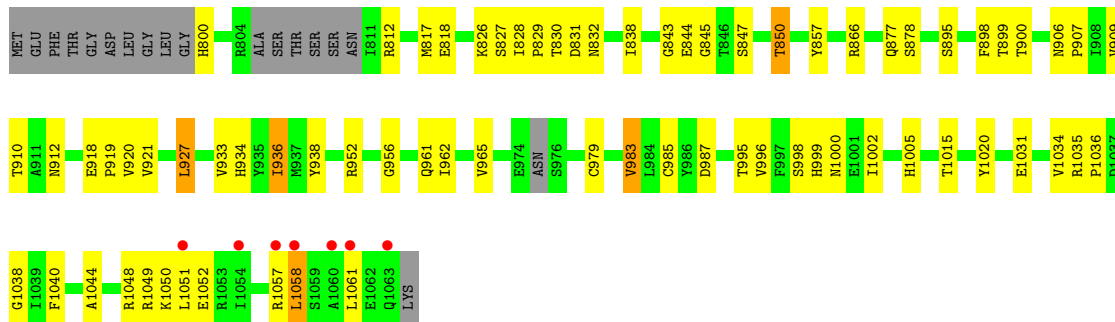 MET GLU PHE THR GLY ASP LEU GLY LEU GLY H800 R804 ALA SER THR SER SER ASN I811 R812 M817 E818 K826 S827 I828 P829 T830 D831 N832 I838 G843 E844 G845 T846 S847 T850 Y857 R866 Q877 S878 S895 F898 T899 T900 N906 P907 I908
T910 A911 N912 E918 P919 V920 V921 L927 V933 H934 Y935 I936 M937 Y938 R952 G956 Q961 I962 V965 E974 ASN S976 C979 V983 L984 C985 Y986 D987 T995 V996 F997 S998 H999 N1000 E1001 I1002 H1005 T1015 Y1020 E1031 V1034 R1035 P1036 D1037
G1038 I1039 F1040 A1044 R1048 R1049 K1050 L1051 E1052 R1053 I1054 R1057 L1058 S1059 A1060 L1061 E1062 Q1063 LYS